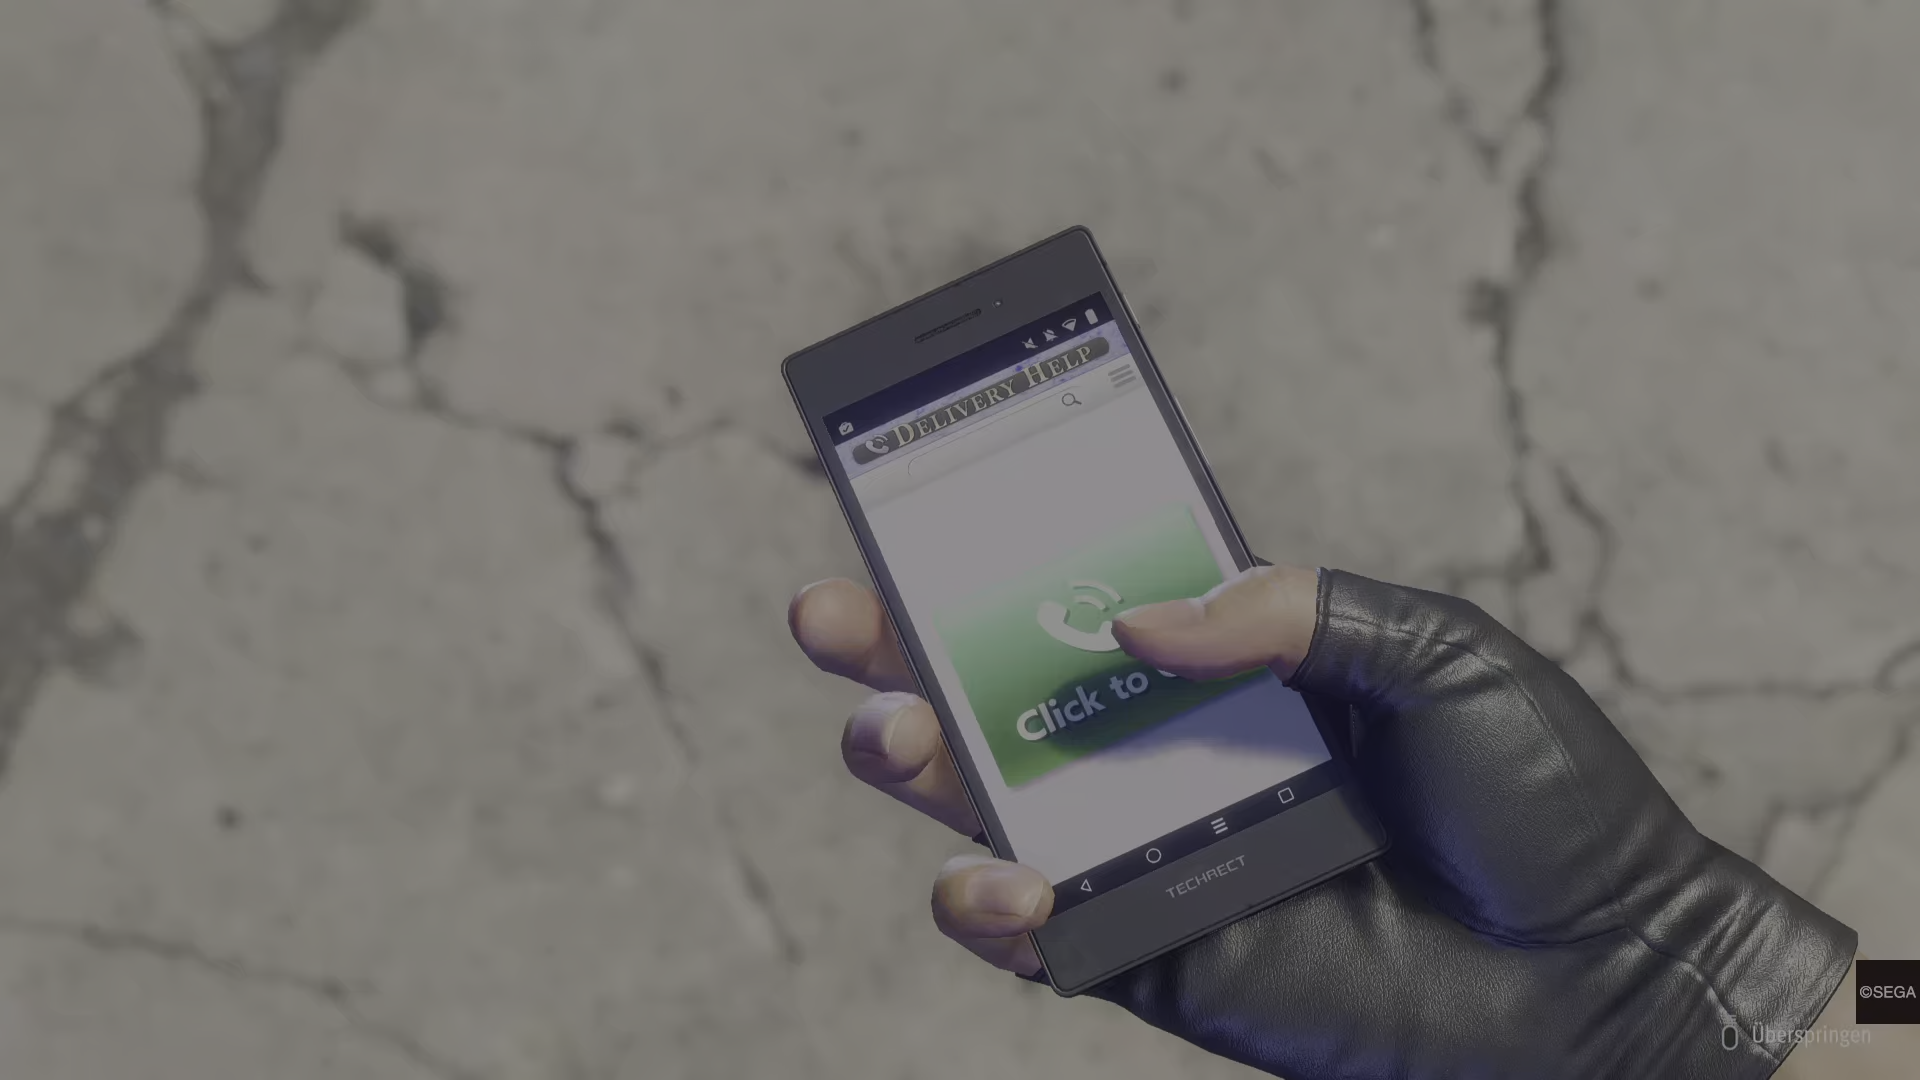 DELIVERY HELP
Click to
TECHRECT
©SEGA
Überspringen